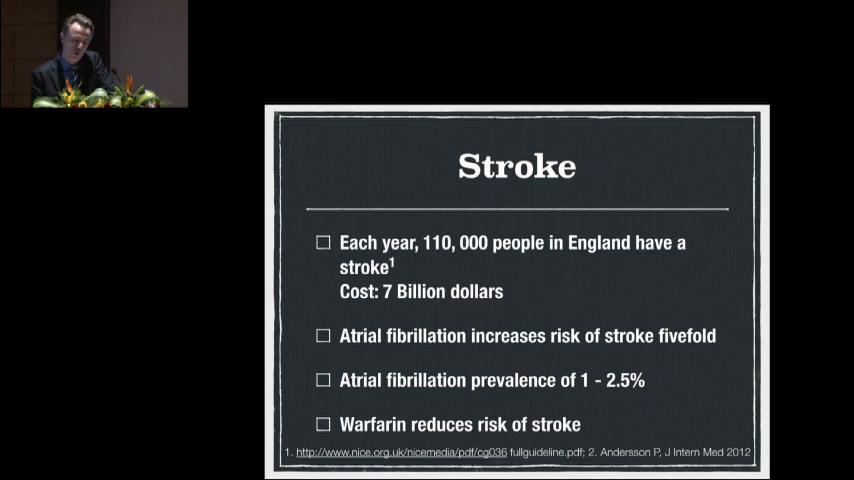 Stroke
Each year, 110, 000 people in England have a
stroke1
Cost: 7 Billion dollars
Atrial fibrillation increases risk of stroke fivefold
Atrial fibrillation prevalence of 1 - 2.5%
Warfarin reduces risk of stroke
1. http://www.nice.org.uk/nicemedia/pdf/cg036 fullguideline.pdf; 2. Andersson P, J Intern Med 2012